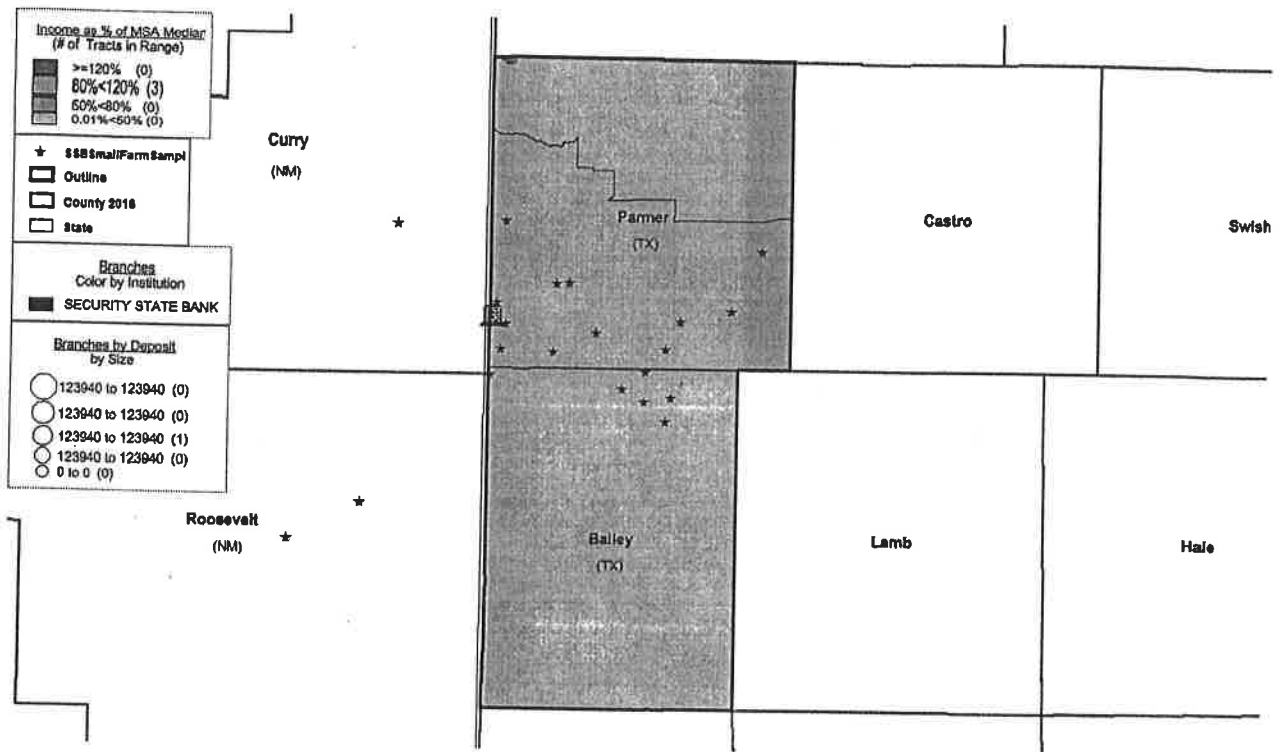 Income as % of MSA Median
(# of Tracts in Range)
>=120% (0)
80%<120% (3)
50%<80% (0)
0.01%<50% (0)
SSBSmallFarmSampl
Outline
County 2016
State
Branches
Color by Institution
SECURITY STATE BANK
Branches by Deposit
by Size
123940 to 123940 (0)
123940 to 123940 (0)
123940 to 123940 (1)
123940 to 123940 (0)
0 to 0 (0)
Curry
(NM)
Parmer
(TX)
Castro
Swish
Roosevelt
(NM)
Bailey
(TX)
Lamb
Hale